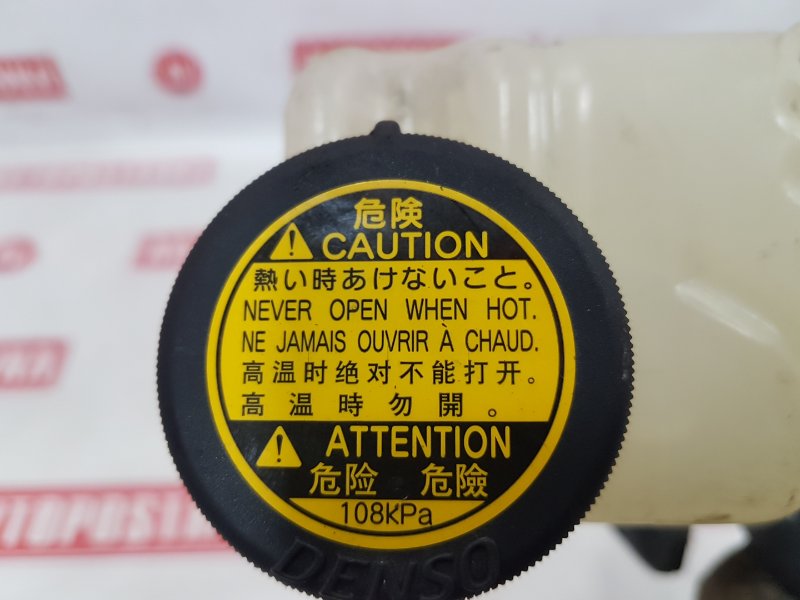 危険
CAUTION
熱い時あけないこと。
NEVER OPEN WHEN HOT.
NE JAMAIS OUVRIR À CHAUD.
高温时绝对不能打开。
高温時勿開。
ATTENTION
危险 危險
108kPa
DENSO